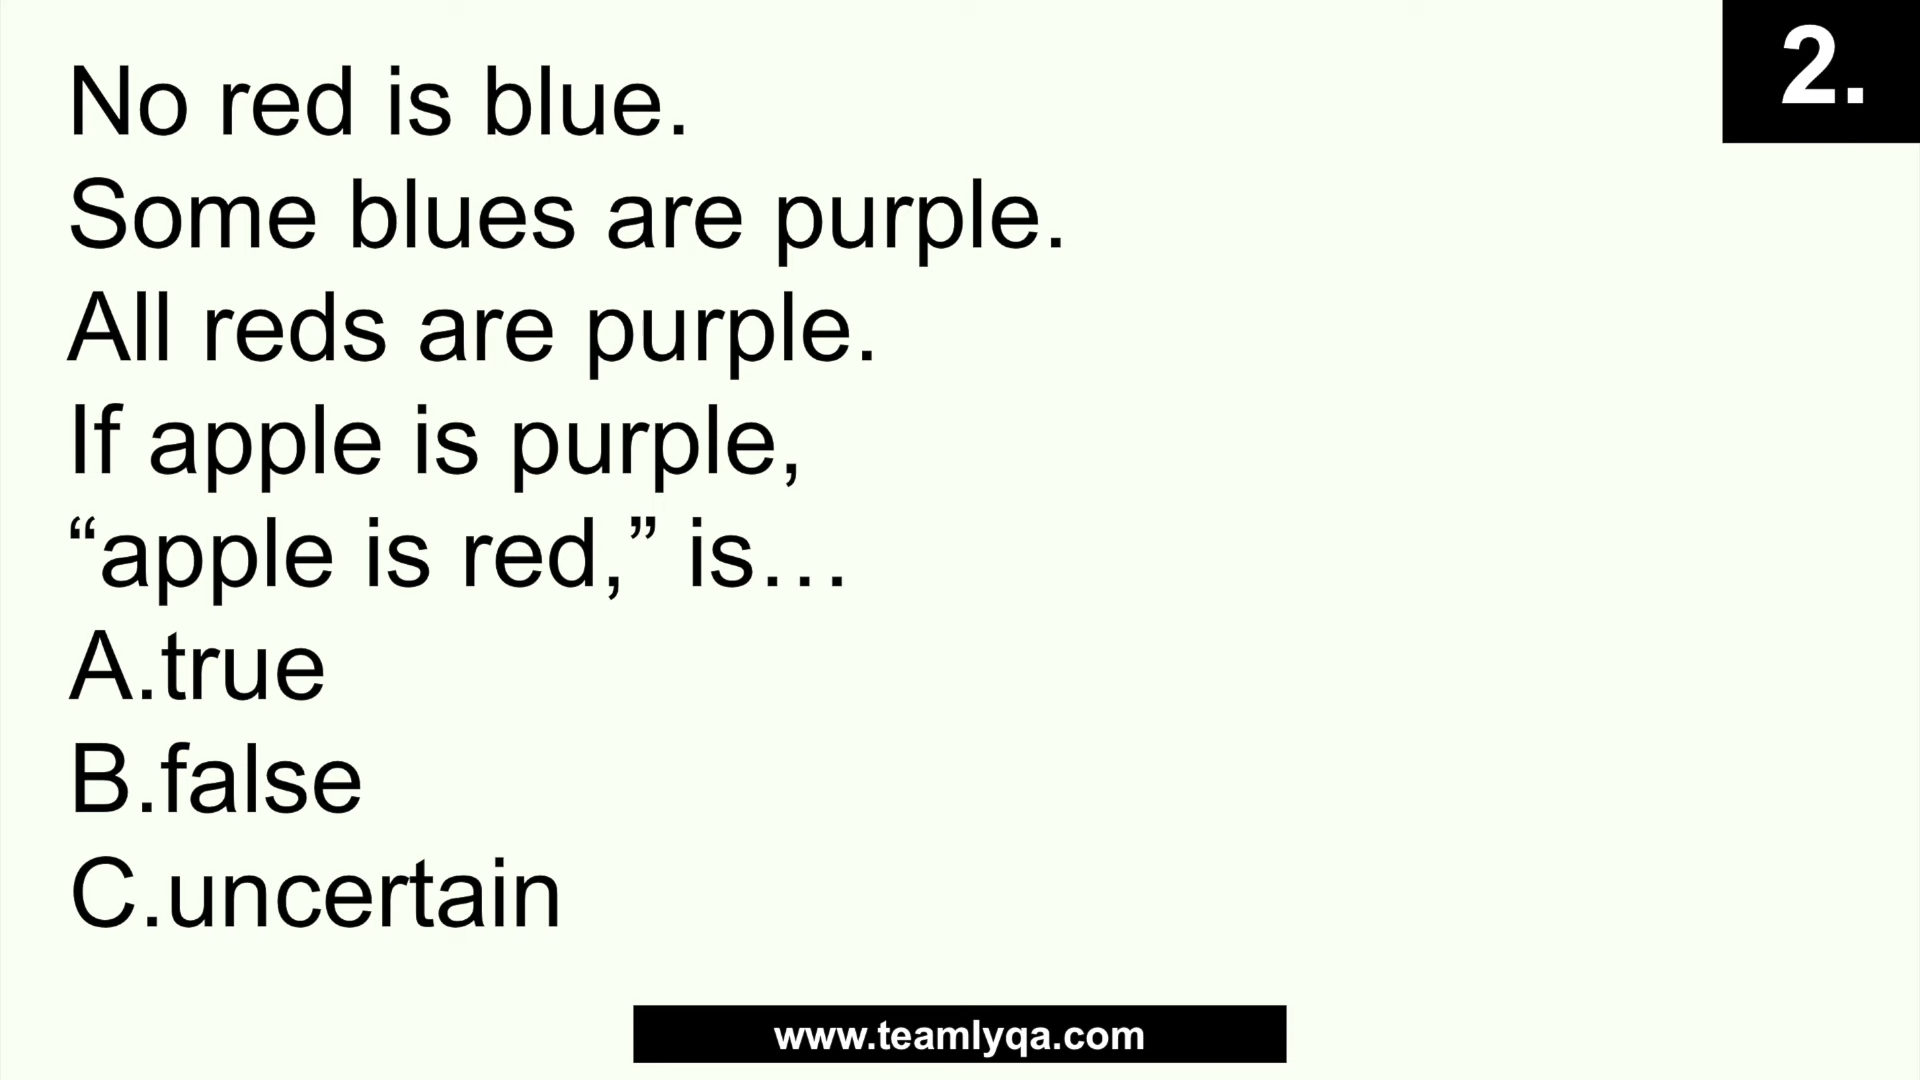 2.
No red is blue.
Some blues are purple.
All reds are purple.
If apple is purple,
“apple is red,” is…
A.true
B.false
C.uncertain
www.teamlyqa.com